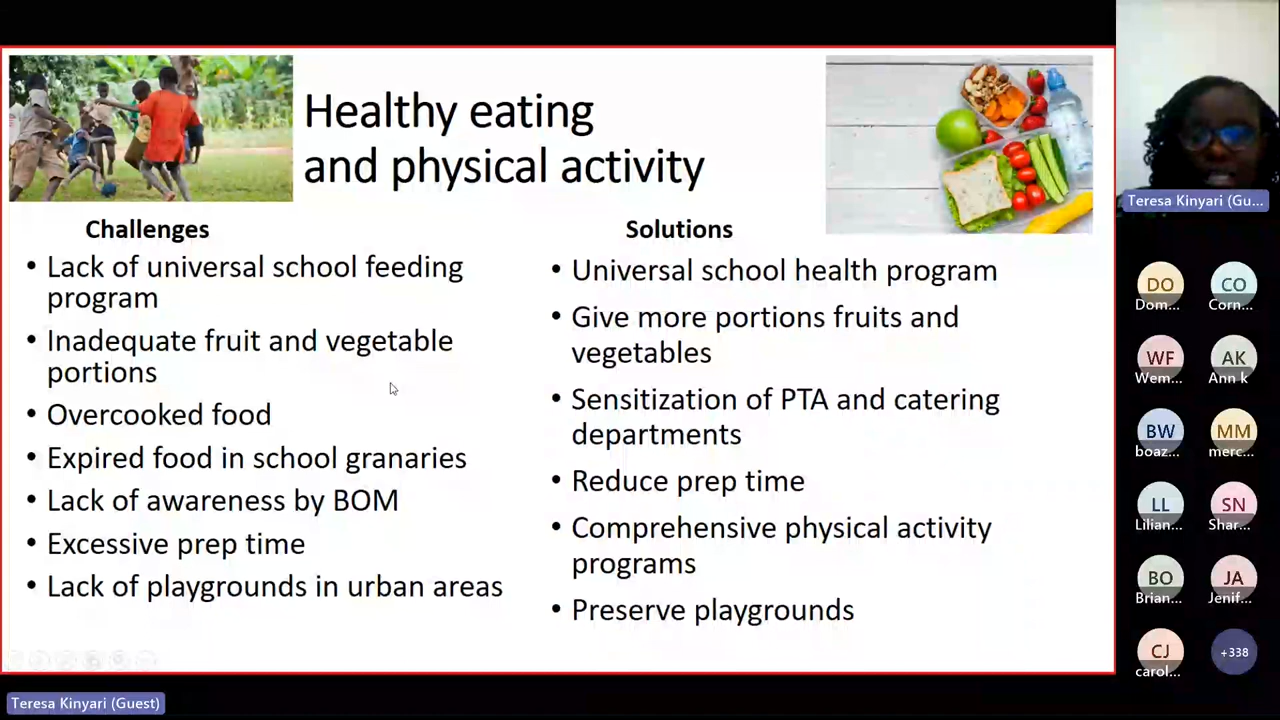 Healthy eating
and physical activity
Challenges
• Lack of universal school feeding
program
• Inadequate fruit and vegetable
portions
• Overcooked food
• Expired food in school granaries
• Lack of awareness by BOM
• Excessive prep time
• Lack of playgrounds in urban areas
Solutions
• Universal school health program
• Give more portions fruits and
vegetables
• Sensitization of PTA and catering
departments
• Reduce prep time
• Comprehensive physical activity
programs
• Preserve playgrounds
Teresa Kinyari (Gu...
DO
Dom...
CO
Corn...
WF
Wem...
AK
Ann k
BW
boaz...
MM
merc...
LL
Lilian...
SN
Shar...
BO
Brian...
JA
Jenif...
CJ
carol...
+338
Teresa Kinyari (Guest)